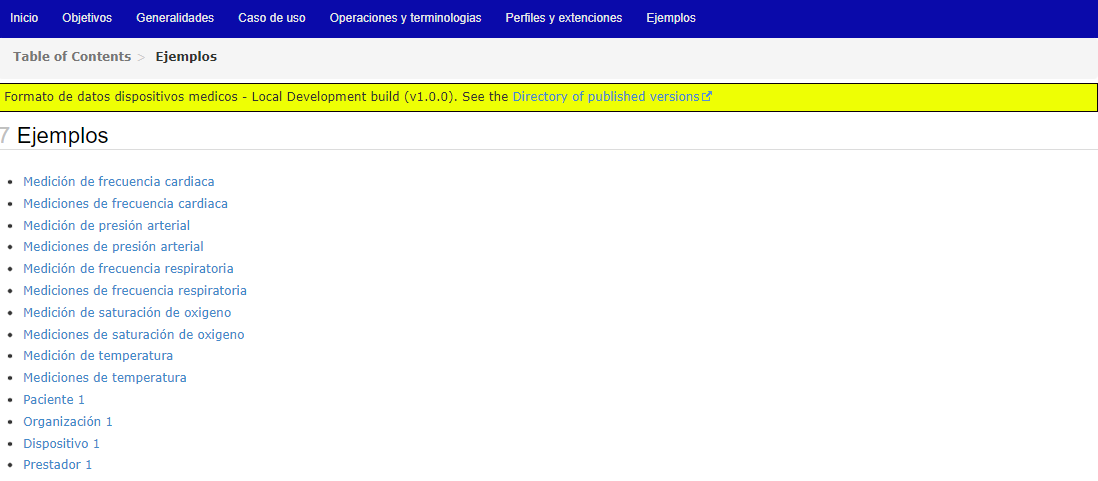 Inicio Objetivos Generalidades Caso de uso Operaciones y terminologias Perfiles y extenciones Ejemplos
Table of Contents > Ejemplos
Formato de datos dispositivos medicos - Local Development build (v1.0.0). See the Directory of published versions
7 Ejemplos
Medición de frecuencia cardiaca
Mediciones de frecuencia cardiaca
Medición de presión arterial
Mediciones de presión arterial
Medición de frecuencia respiratoria
Mediciones de frecuencia respiratoria
Medición de saturación de oxigeno
Mediciones de saturación de oxigeno
Medición de temperatura
Mediciones de temperatura
Paciente 1
Organización 1
Dispositivo 1
Prestador 1